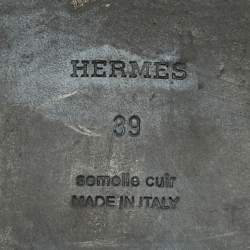 HERMES
39
semelle cuir
MADE IN ITALY